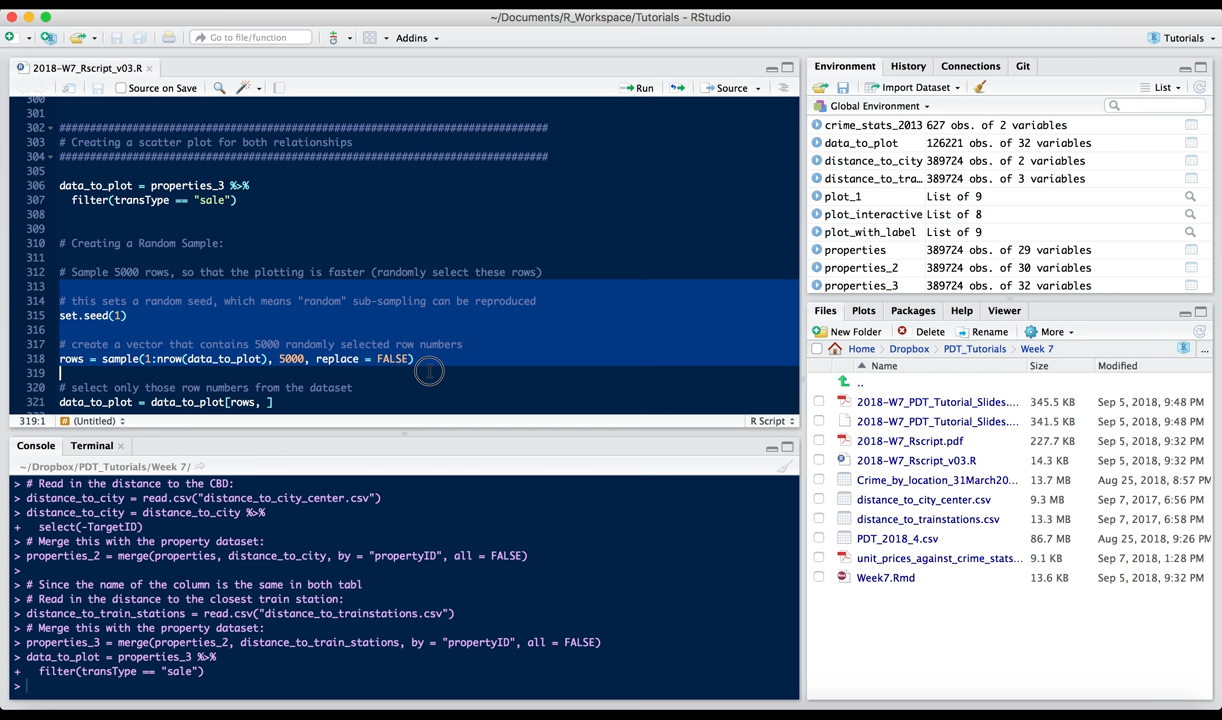 ~/Documents/R_Workspace/Tutorials - RStudio
Go to file/function
Addins
Tutorials
2018-W7_Rscript_v03.R
Source on Save
Run
Source
300
301
302 ################################################################################
303 # Creating a scatter plot for both relationships
304 ################################################################################
305
306 data_to_plot = properties_3 %>%
307 filter(transType == "sale")
308
309
310 # Creating a Random Sample:
311
312 # Sample 5000 rows, so that the plotting is faster (randomly select these rows)
313
314 # this sets a random seed, which means "random" sub-sampling can be reproduced
315 set.seed(1)
316
317 # create a vector that contains 5000 randomly selected row numbers
318 rows = sample(1:nrow(data_to_plot), 5000, replace = FALSE)
319
320 # select only those row numbers from the dataset
321 data_to_plot = data_to_plot[rows, ]
319:1 (Untitled) R Script
Console Terminal
~/Dropbox/PDT_Tutorials/Week 7/
> # Read in the distance to the CBD:
> distance_to_city = read.csv("distance_to_city_center.csv")
> distance_to_city = distance_to_city %>%
+ select(-TargetID)
> # Merge this with the property dataset:
> properties_2 = merge(properties, distance_to_city, by = "propertyID", all = FALSE)
>
> # Since the name of the column is the same in both tabl
> # Read in the distance to the closest train station:
> distance_to_train_stations = read.csv("distance_to_trainstations.csv")
> # Merge this with the property dataset:
> properties_3 = merge(properties_2, distance_to_train_stations, by = "propertyID", all = FALSE)
> data_to_plot = properties_3 %>%
+ filter(transType == "sale")
>
Environment History Connections Git
Import Dataset List
Global Environment
crime_stats_2013 627 obs. of 2 variables
data_to_plot 126221 obs. of 32 variables
distance_to_city 389724 obs. of 2 variables
distance_to_tra... 389724 obs. of 3 variables
plot_1 List of 9
plot_interactive List of 8
plot_with_label List of 9
properties 389724 obs. of 29 variables
properties_2 389724 obs. of 30 variables
properties_3 389724 obs. of 32 variables
Files Plots Packages Help Viewer
New Folder Delete Rename More
Home Dropbox PDT_Tutorials Week 7 ...
Name Size Modified
..
2018-W7_PDT_Tutorial_Slides.... 345.5 KB Sep 5, 2018, 9:48 PM
2018-W7_PDT_Tutorial_Slides.... 341.5 KB Sep 5, 2018, 9:48 PM
2018-W7_Rscript.pdf 227.7 KB Sep 5, 2018, 9:32 PM
2018-W7_Rscript_v03.R 14.3 KB Sep 5, 2018, 9:32 PM
Crime_by_location_31March20... 13.7 MB Aug 25, 2018, 8:57 PM
distance_to_city_center.csv 9.3 MB Sep 7, 2017, 6:56 PM
distance_to_trainstations.csv 13.3 MB Sep 7, 2017, 6:58 PM
PDT_2018_4.csv 86.7 MB Aug 25, 2018, 9:26 PM
unit_prices_against_crime_stats... 9.1 KB Sep 7, 2018, 1:28 PM
Week7.Rmd 13.6 KB Sep 5, 2018, 9:32 PM